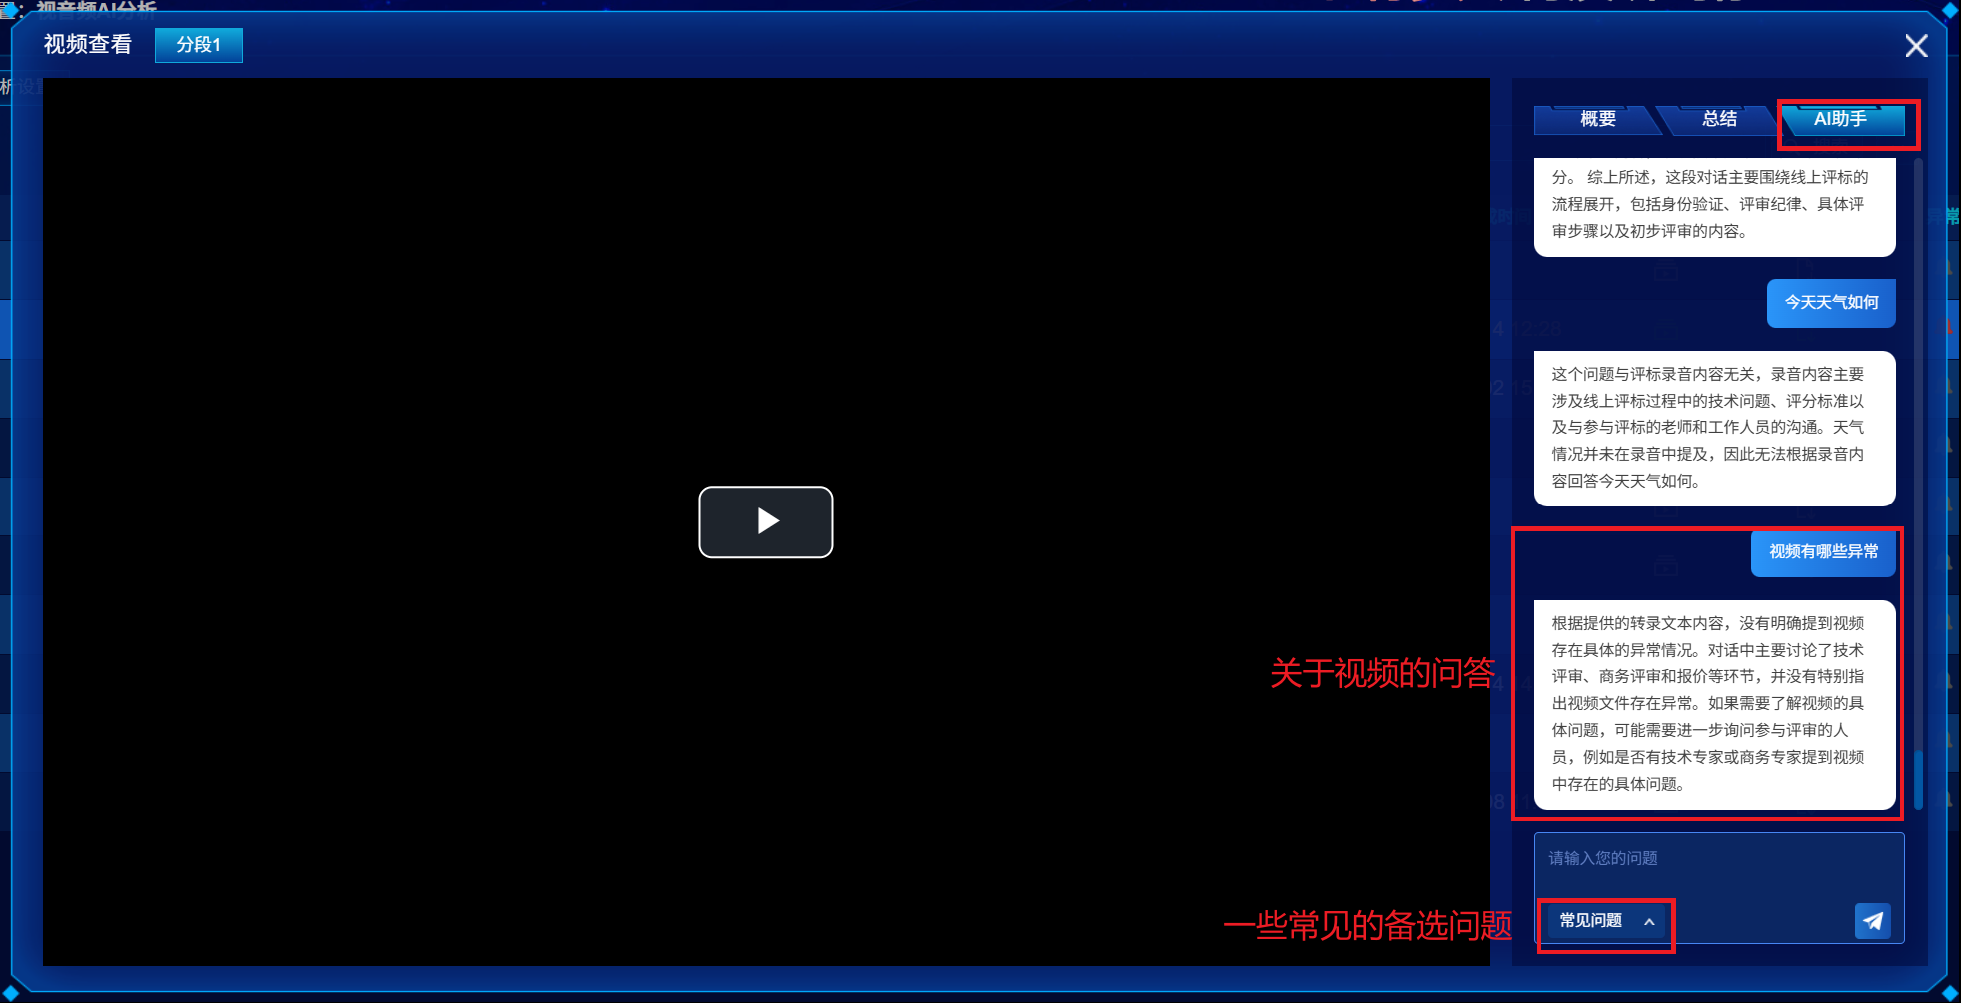 视音频AI分析
视频查看
分段1
概要
总结
AI助手
分。 综上所述，这段对话主要围绕线上评标的
流程展开，包括身份验证、评审纪律、具体评
审步骤以及初步评审的内容。
今天天气如何
这个问题与评标录音内容无关，录音内容主要
涉及线上评标过程中的技术问题、评分标准以
及与参与评标的老师和工作人员的沟通。天气
情况并未在录音中提及，因此无法根据录音内
容回答今天天气如何。
视频有哪些异常
根据提供的转录文本内容，没有明确提到视频
存在具体的异常情况。对话中主要讨论了技术
评审、商务评审和报价等环节，并没有特别指
出视频文件存在异常。如果需要了解视频的具
体问题，可能需要进一步询问参与评审的人
员，例如是否有技术专家或商务专家提到视频
中存在的具体问题。
关于视频的问答
请输入您的问题
一些常见的备选问题
常见问题